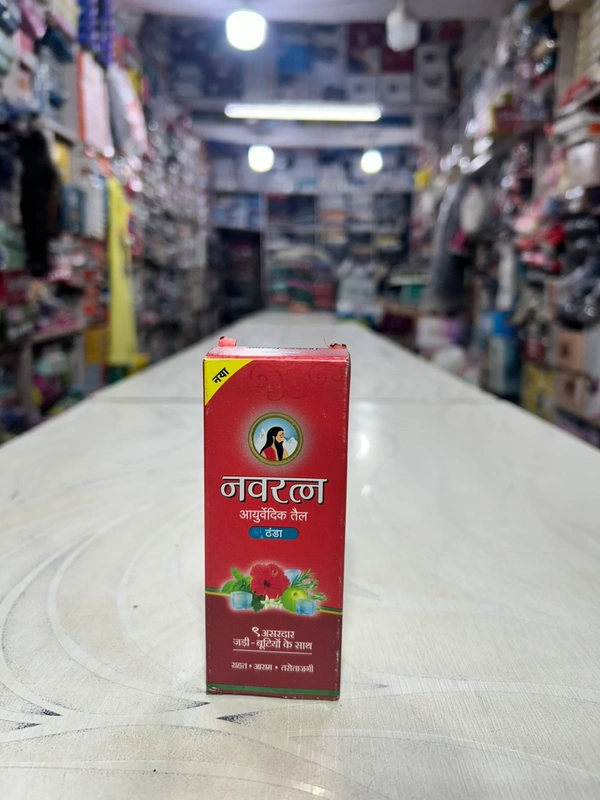 नया
नवरत्न
आयुर्वेदिक तैल
ठंडा
९ असरदार
जड़ी-बूटियों के साथ
राहत • आराम • तरोताज़गी